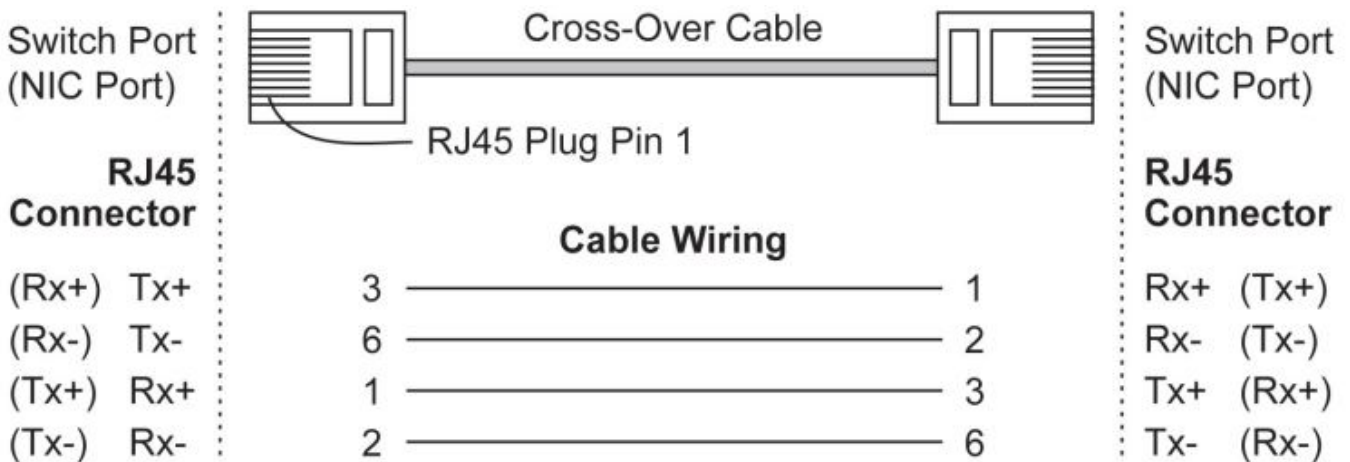 Switch Port
(NIC Port)
Cross-Over Cable
Switch Port
(NIC Port)
RJ45 Plug Pin 1
RJ45
Connector
RJ45
Connector
Cable Wiring
(Rx+) Tx+ 3 1 Rx+ (Tx+)
(Rx-) Tx- 6 2 Rx- (Tx-)
(Tx+) Rx+ 1 3 Tx+ (Rx+)
(Tx-) Rx- 2 6 Tx- (Rx-)